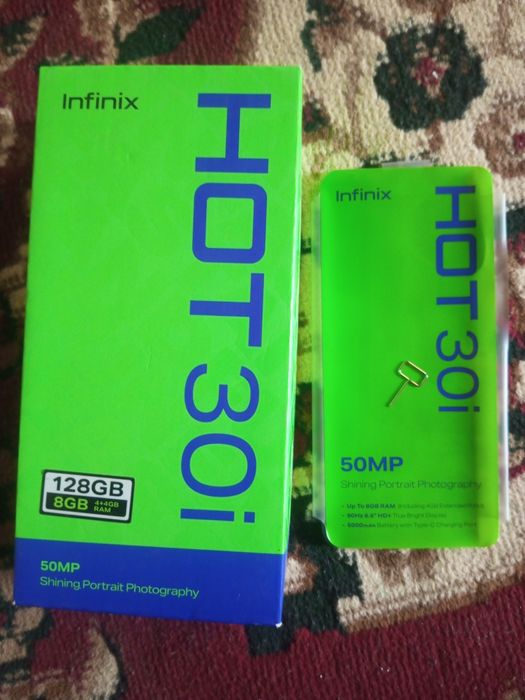 Infinix
HOT 30i
128GB
8GB 4+4GB
RAM
50MP
Shining Portrait Photography
Infinix
HOT 30i
50MP
Shining Portrait Photography
• Up To 8GB RAM (Including 4GB Extended RAM)
• 90Hz 6.6" HD+ True Bright Display
• 5000mAh Battery with Type-C Charging Port